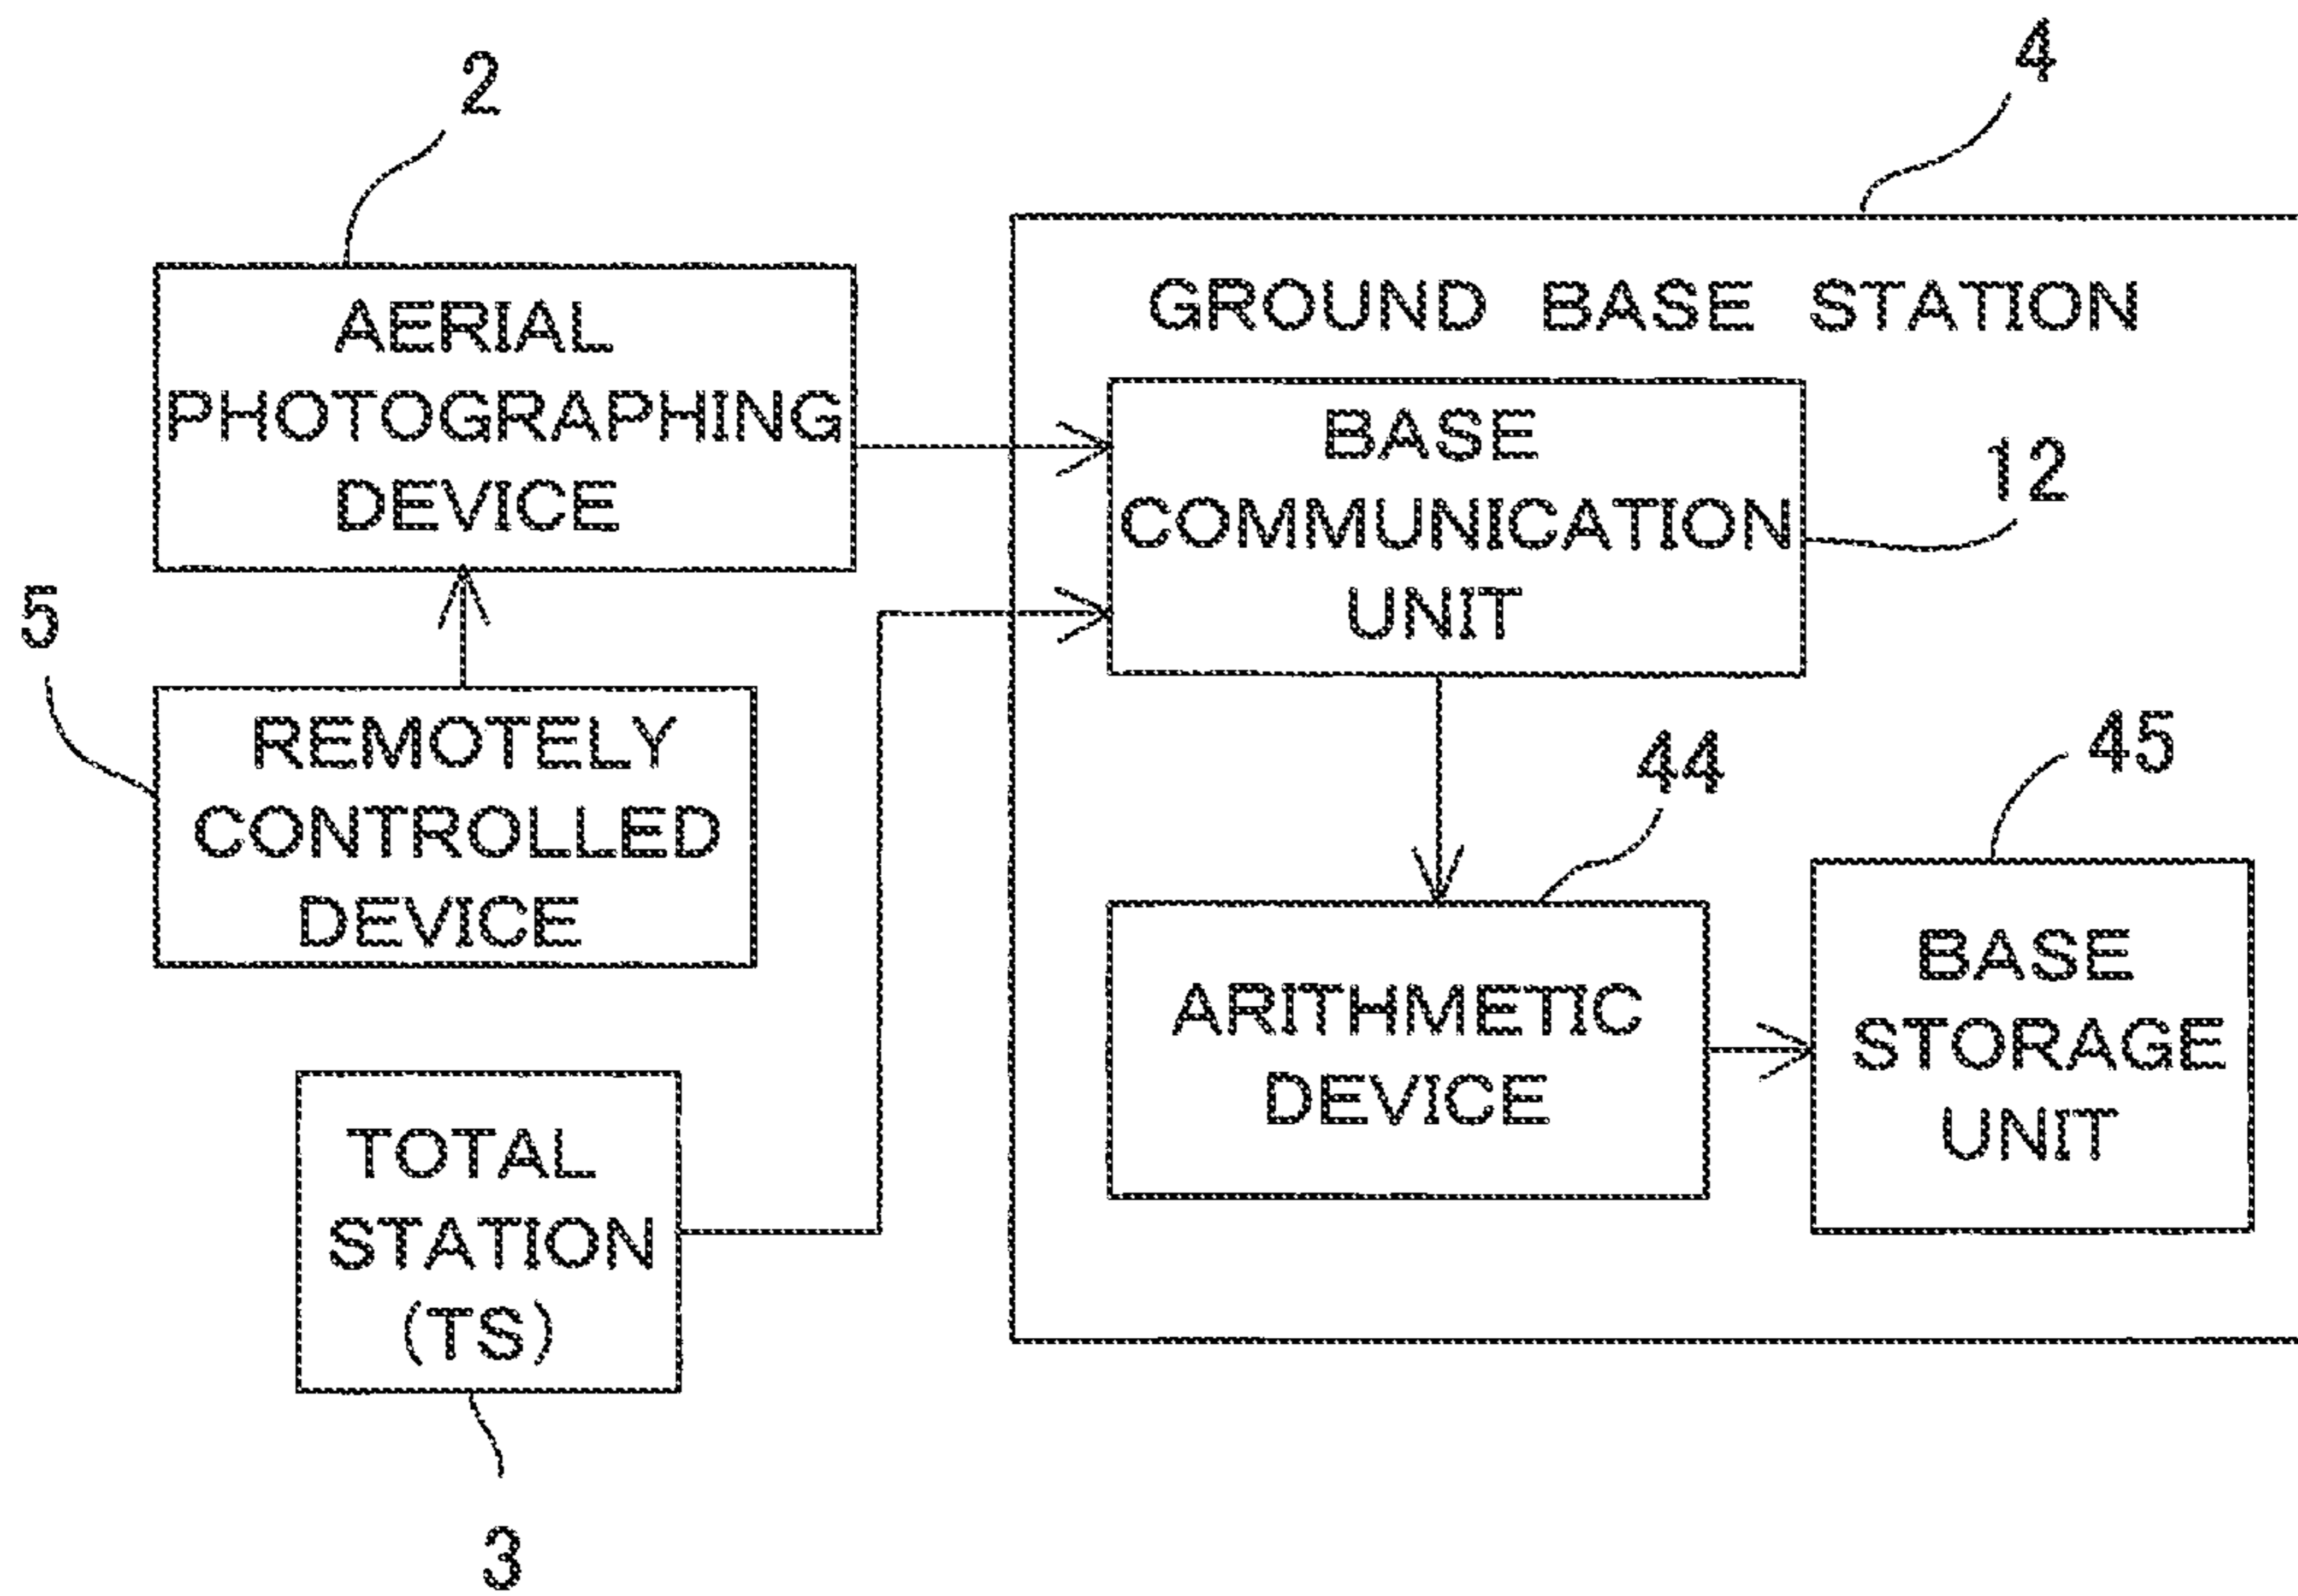 2
4
AERIAL
PHOTOGRAPHING
DEVICE
GROUND BASE STATION
BASE
COMMUNICATION
UNIT
12
5
REMOTELY
CONTROLLED
DEVICE
44
45
ARITHMETIC
DEVICE
BASE
STORAGE
UNIT
TOTAL
STATION
(TS)
3